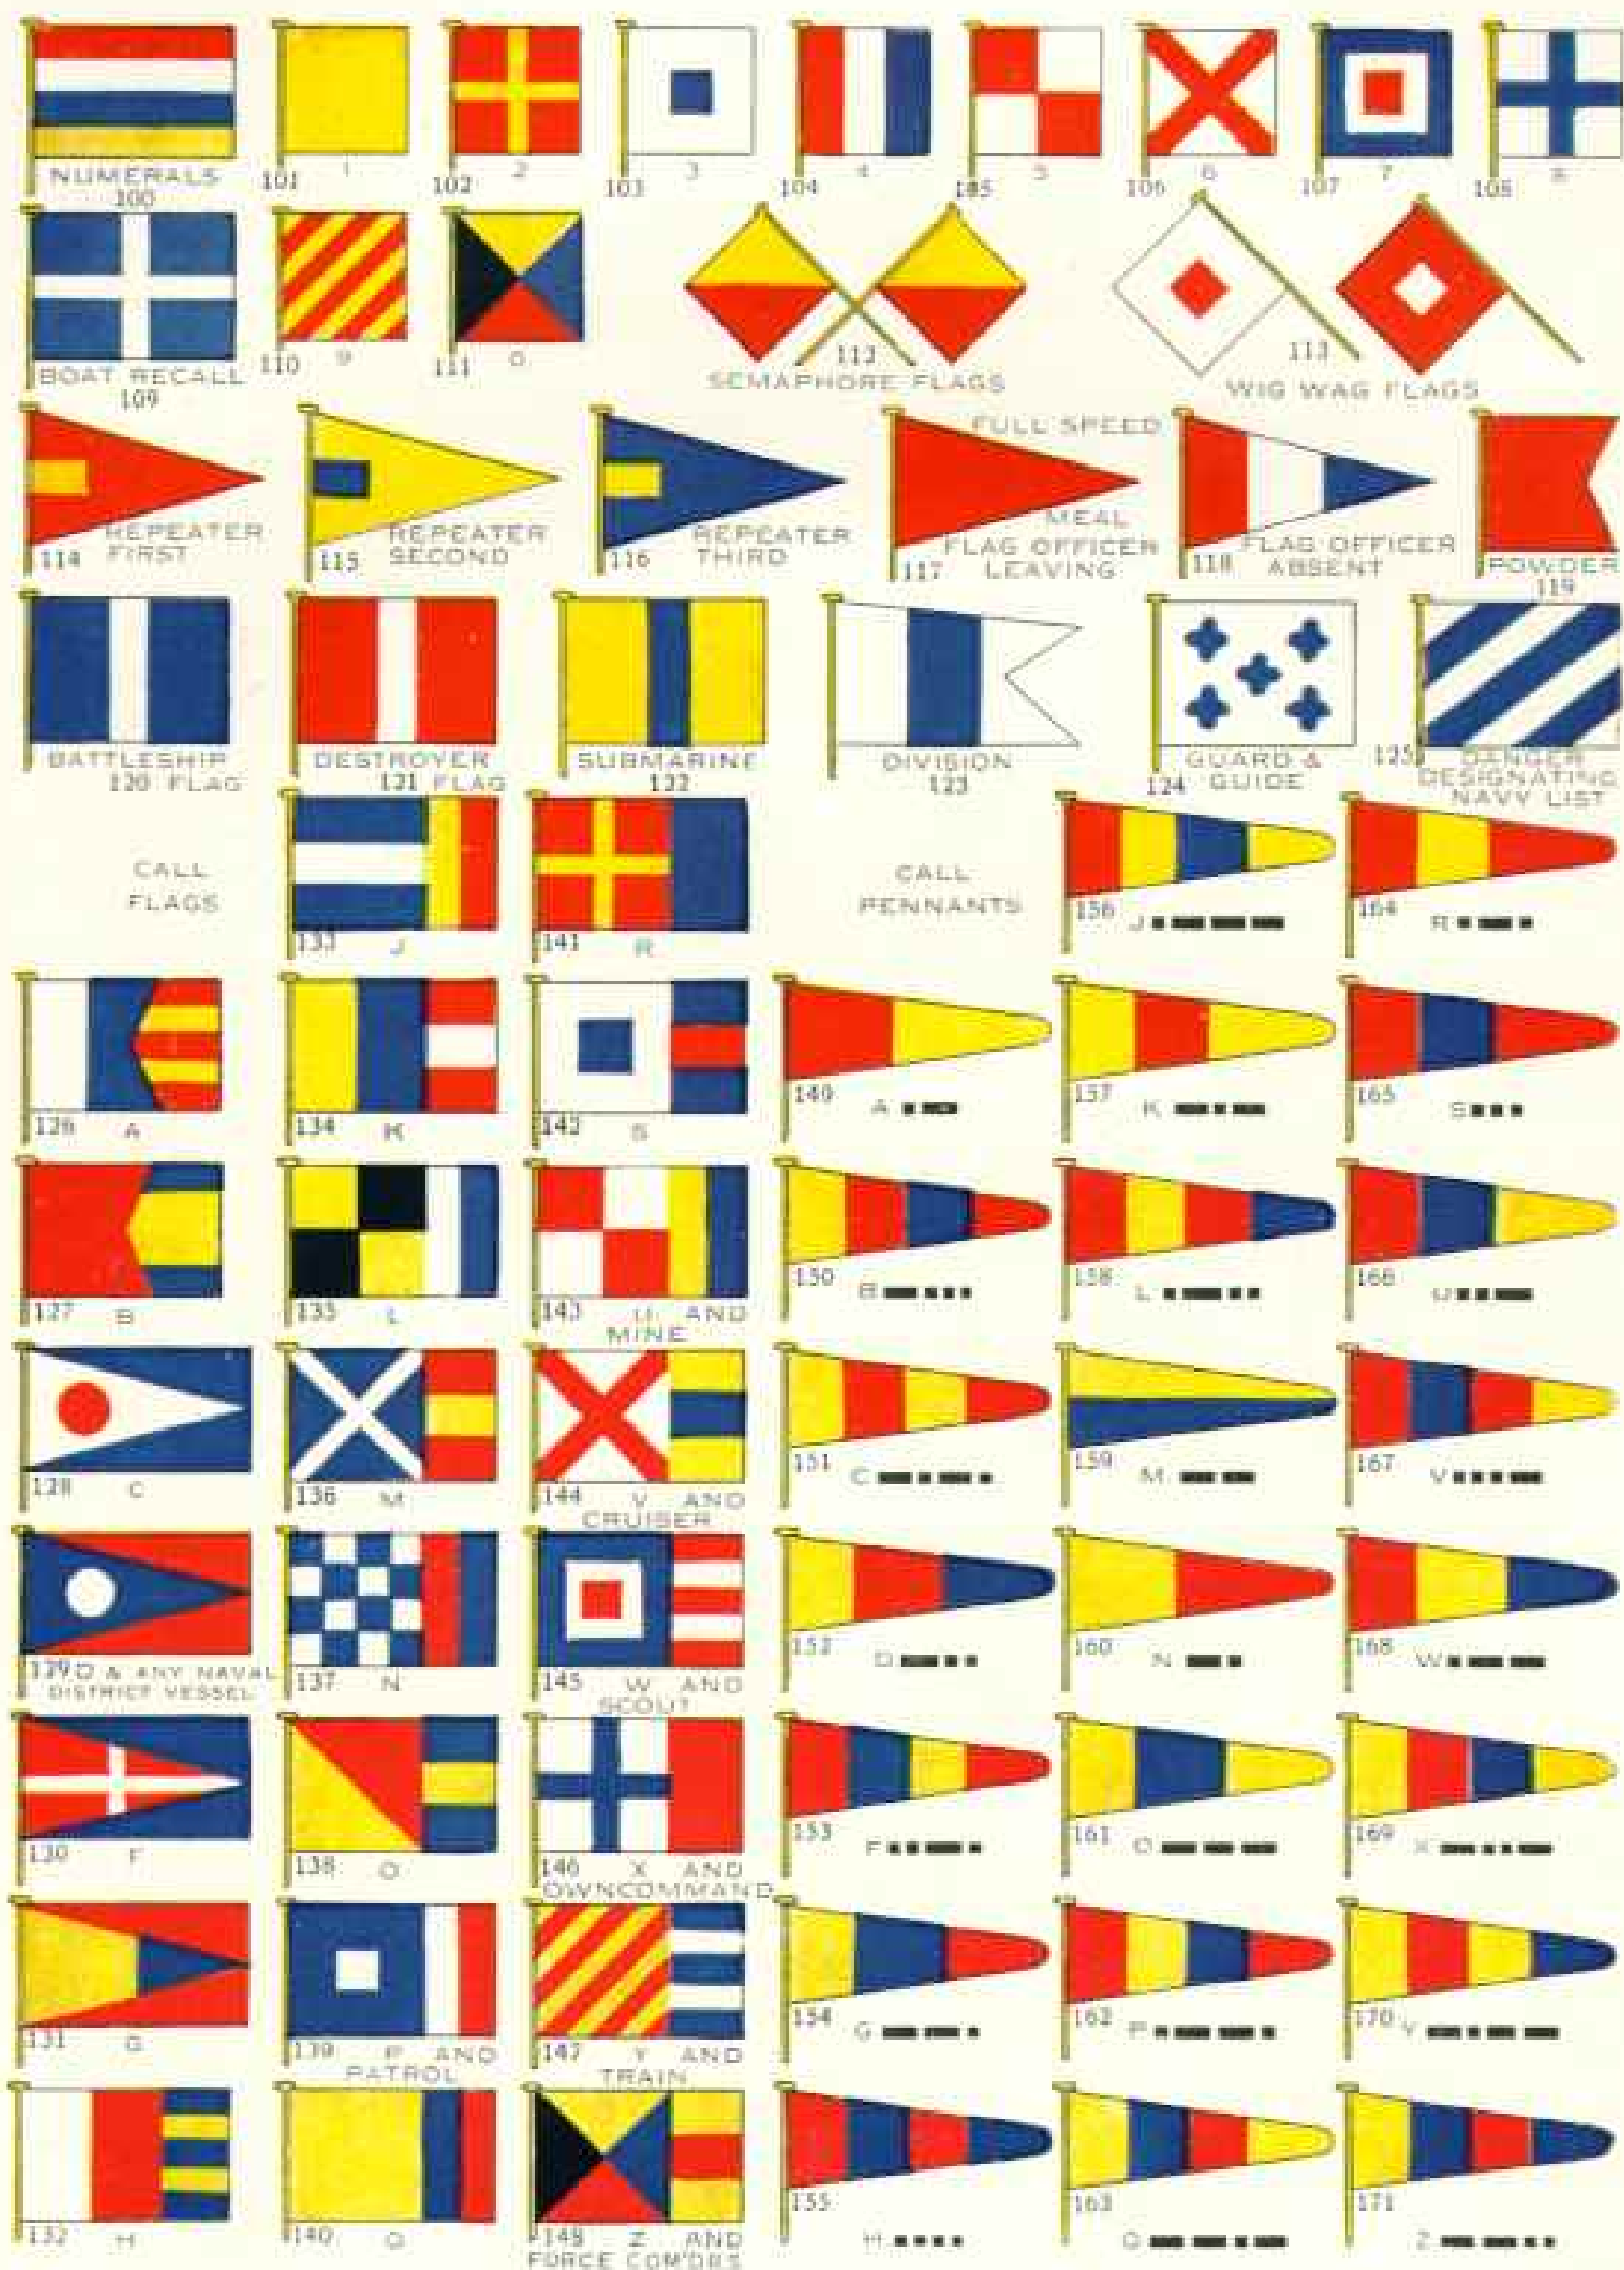 NUMERALS
100
101 1
102 2
103 3
104 4
105 5
106 6
107 7
108 8
BOAT RECALL
109
110 9
111 0
112
SEMAPHORE FLAGS
113
WIG WAG FLAGS
114 REPEATER
FIRST
115 REPEATER
SECOND
116 REPEATER
THIRD
FULL SPEED
MEAL
FLAG OFFICER
117 LEAVING
118 FLAG OFFICER
ABSENT
POWDER
119
BATTLESHIP
120 FLAG
DESTROYER
121 FLAG
SUBMARINE
122
DIVISION
123
124 GUARD &
GUIDE
125 DANGER
DESIGNATING
NAVY LIST
CALL
FLAGS
133 J
141 R
CALL
PENNANTS
156 J
164 R
126 A
134 K
142 S
149 A
157 K
165 S
127 B
135 L
143 U AND
MINE
150 B
158 L
166 U
128 C
136 M
144 V AND
CRUISER
151 C
159 M
167 V
129 D & ANY NAVAL
DISTRICT VESSEL
137 N
145 W AND
SCOUT
152 D
160 N
168 W
130 F
138 O
146 X AND
OWNCOMMAND
153 F
161 O
169 X
131 G
139 P AND
PATROL
147 Y AND
TRAIN
154 G
162 P
170 Y
132 H
140 Q
148 Z AND
FORCE COM'DRS
155 H
163 Q
171 Z